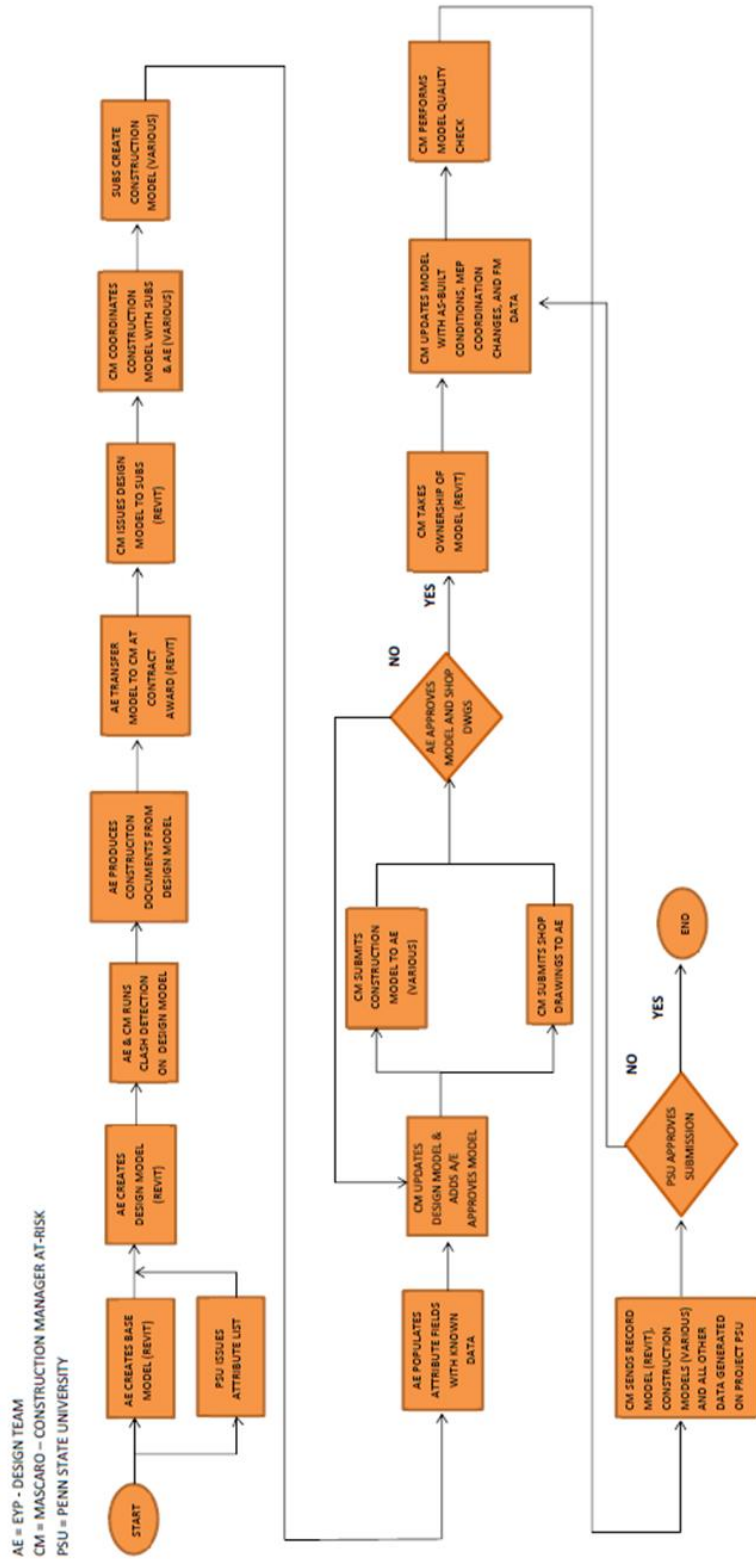 AE = EYP - DESIGN TEAM
CM = MASCARO – CONSTRUCTION MANAGER AT-RISK
PSU = PENN STATE UNIVERSITY
START
AE CREATES BASE
MODEL (REVIT)
PSU ISSUES
ATTRIBUTE LIST
AE CREATES
DESIGN MODEL
(REVIT)
AE & CM RUNS
CLASH DETECTION
ON DESIGN MODEL
AE PRODUCES
CONSTRUCITON
DOCUMENTS FROM
DESIGN MODEL
AE TRANSFER
MODEL TO CM AT
CONTRACT
AWARD (REVIT)
CM ISSUES DESIGN
MODEL TO SUBS
(REVIT)
CM COORDINATES
CONSTRUCTION
MODEL WITH SUBS
& AE (VARIOUS)
SUBS CREATE
CONSTRUCTION
MODEL (VARIOUS)
AE POPULATES
ATTRIBUTE FIELDS
WITH KNOWN
DATA
CM UPDATES
DESIGN MODEL &
ADDS A/E
APPROVES MODEL
CM SUBMITS
CONSTRUCTION
MODEL TO AE
(VARIOUS)
CM SUBMITS SHOP
DRAWINGS TO AE
AE APPROVES
MODEL AND SHOP
DWGS
NO
YES
CM TAKES
OWNERSHIP OF
MODEL (REVIT)
CM UPDATES MODEL
WITH AS-BUILT
CONDITIONS, MEP
COORDINATION
CHANGES, AND FM
DATA
CM PERFORMS
MODEL QUALITY
CHECK
CM SENDS RECORD
MODEL (REVIT).
CONSTRUCTION
MODELS (VARIOUS)
AND ALL OTHER
DATA GENERATED
ON PROJECT PSU
PSU APPROVES
SUBMISSION
NO
YES
END